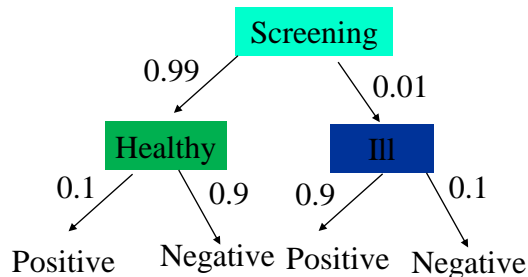 Screening
0.99 0.01
Healthy Ill
0.1 0.9 0.9 0.1
Positive Negative Positive Negative